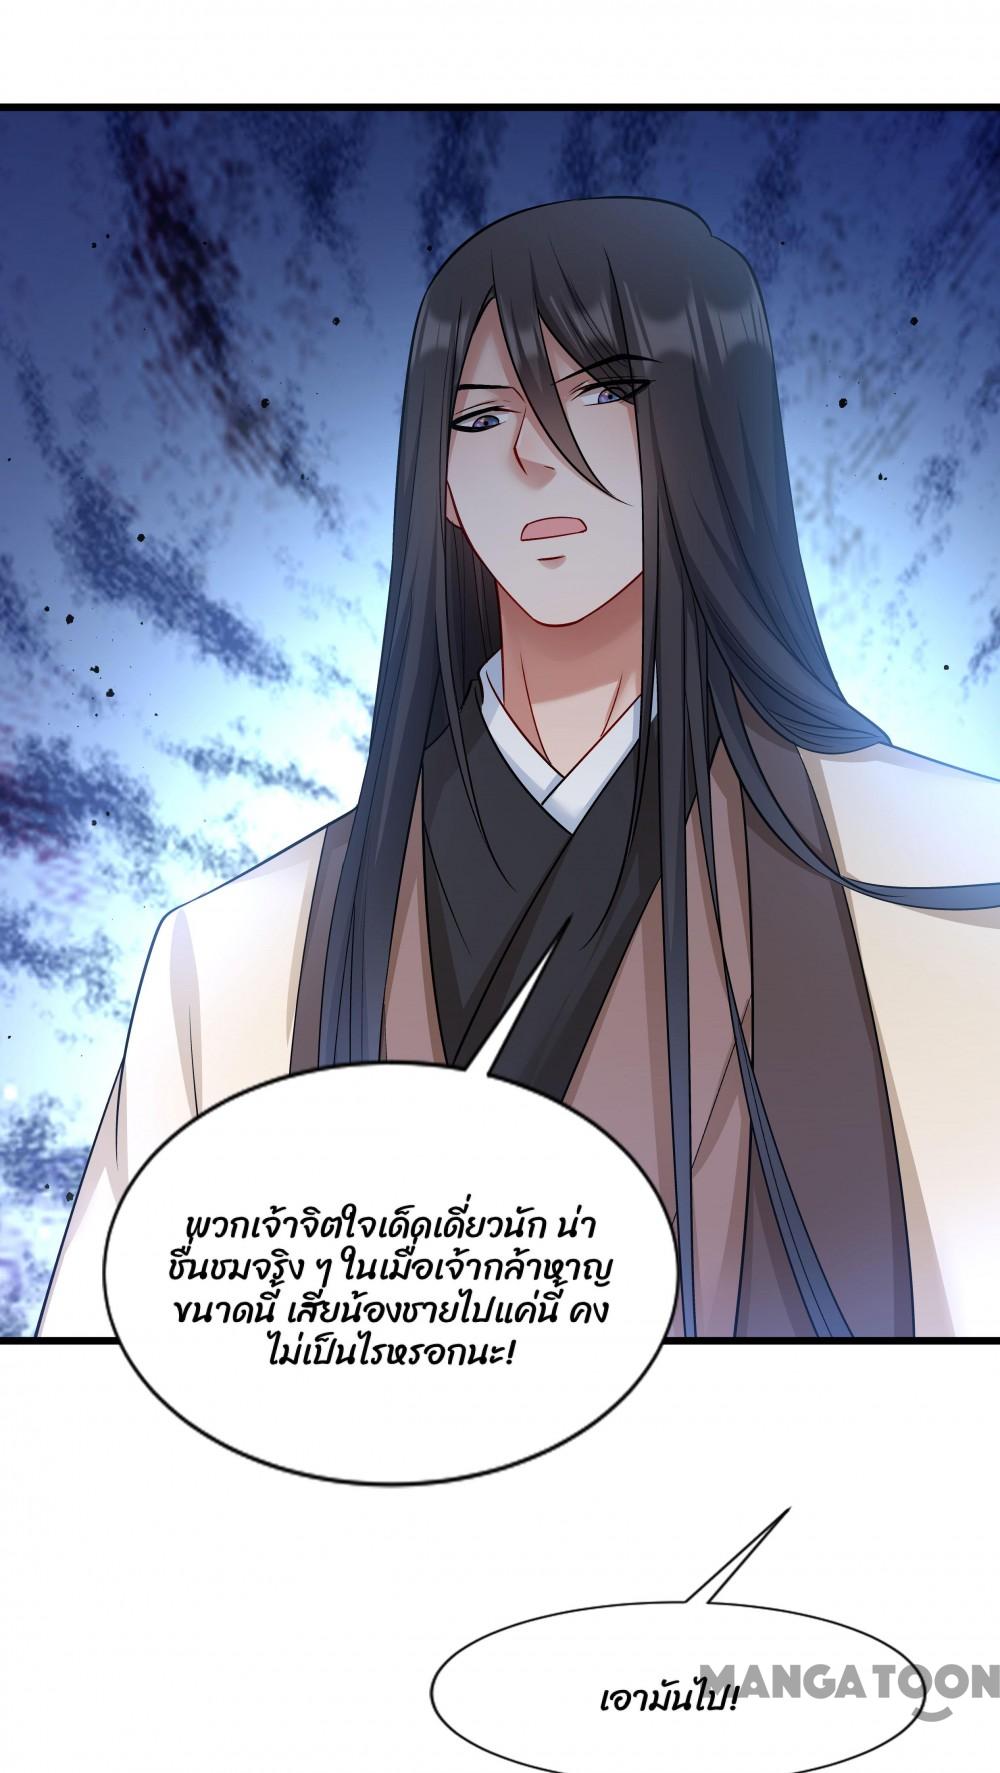 พวกเจ้าจิตใจเด็ดเดี่ยวนัก น่า
ชื่นชมจริง ๆ ในเมื่อเจ้ากล้าหาญ
ขนาดนี้ เสียน้องชายไปแค่นี้ คง
ไม่เป็นไรหรอกนะ!
เอามันไป!
MANGATOON